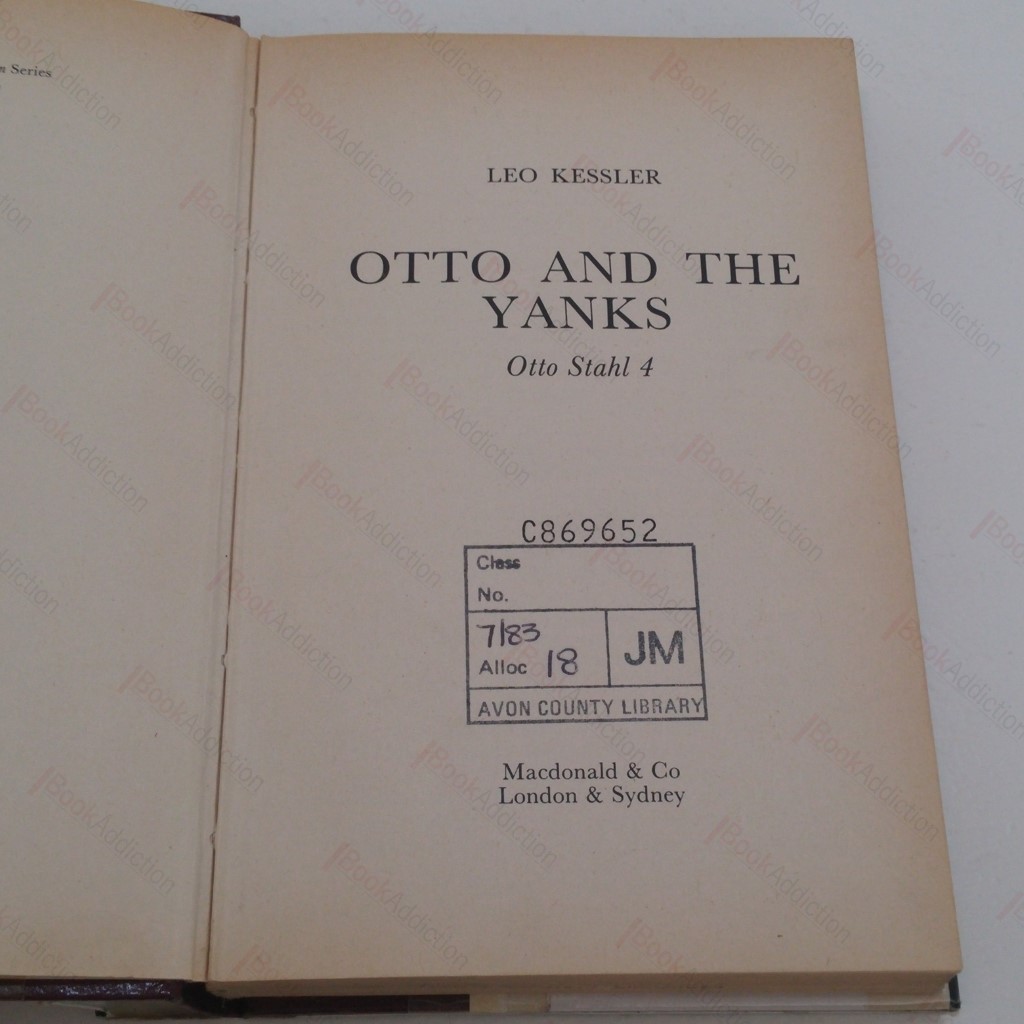 n Series
LEO KESSLER
OTTO AND THE
YANKS
Otto Stahl 4
C869652
Class
No.
7/83
Alloc 18
JM
AVON COUNTY LIBRARY
Macdonald & Co
London & Sydney
BookAddiction